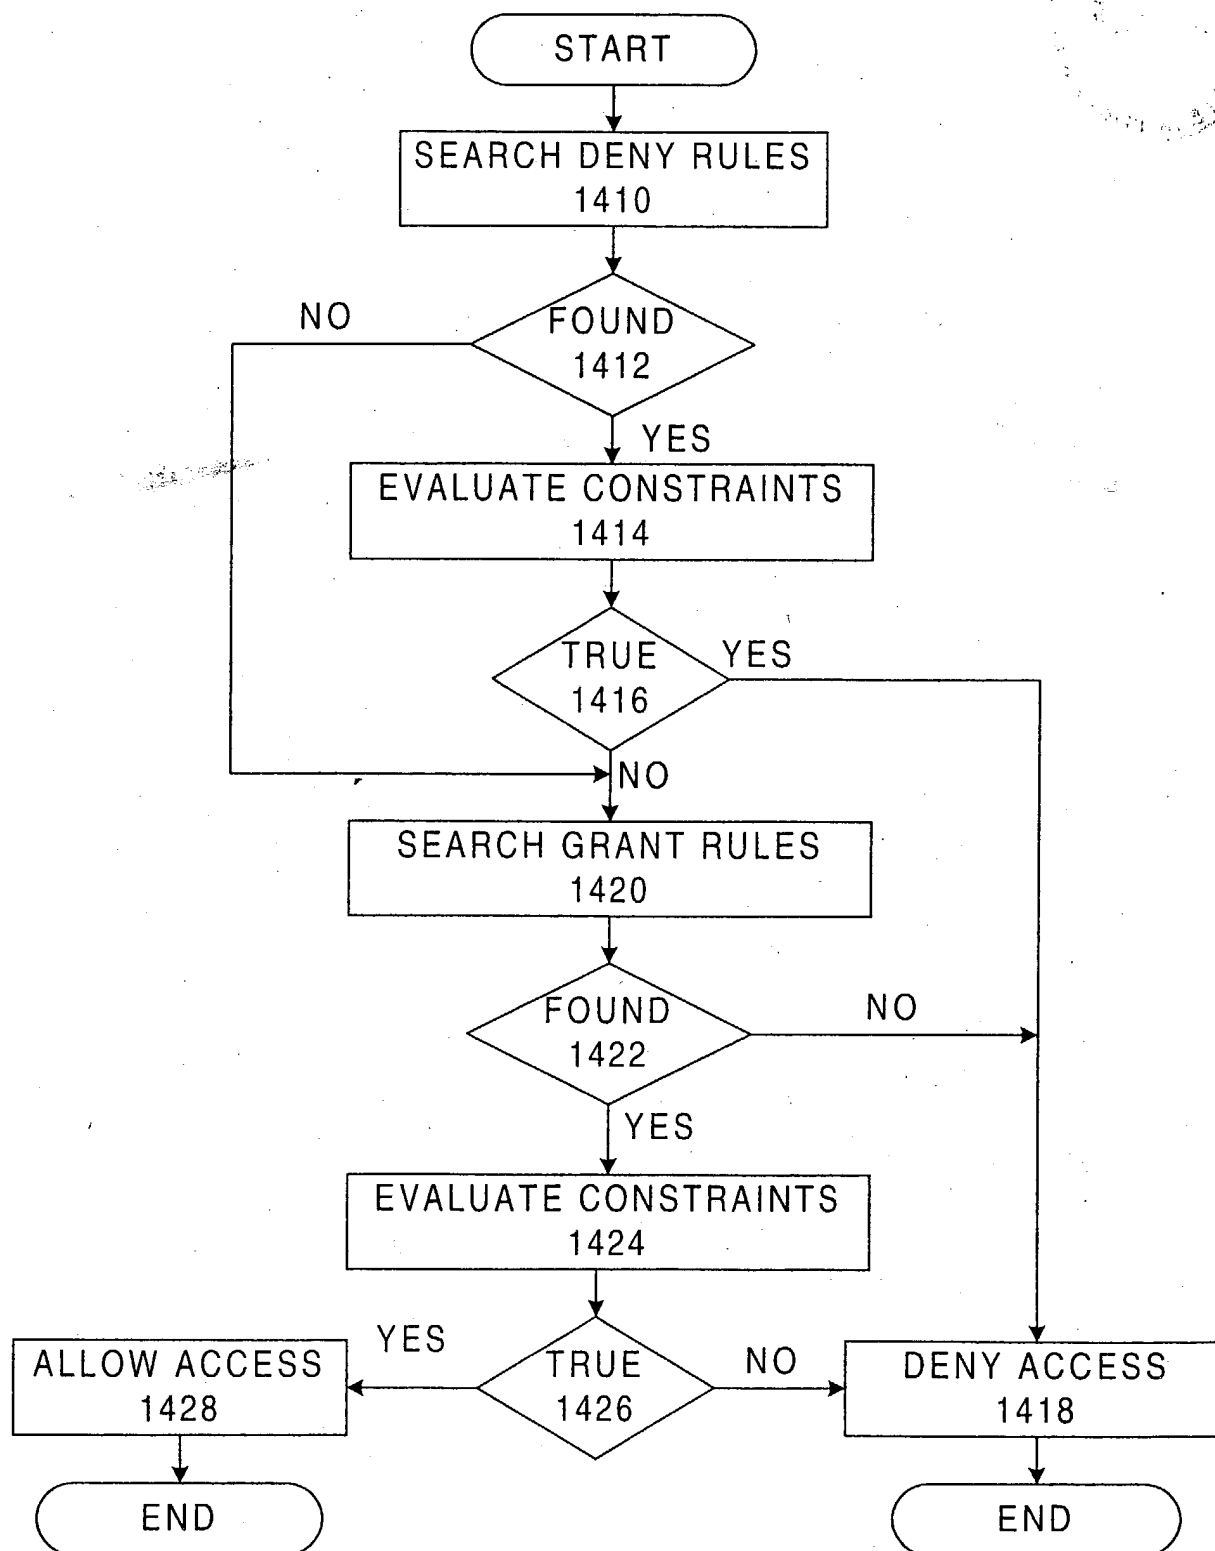 START
SEARCH DENY RULES
1410
NO
FOUND
1412
YES
EVALUATE CONSTRAINTS
1414
TRUE
1416
YES
NO
SEARCH GRANT RULES
1420
FOUND
1422
NO
YES
EVALUATE CONSTRAINTS
1424
YES
TRUE
1426
NO
ALLOW ACCESS
1428
DENY ACCESS
1418
END
END